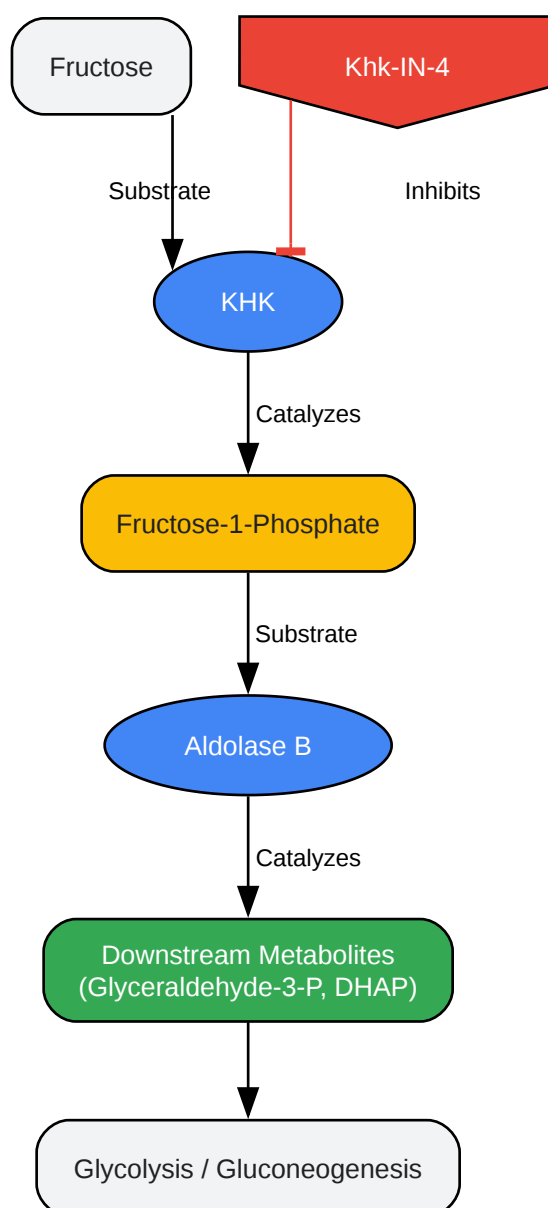 Fructose
Khk-IN-4
Substrate
Inhibits
KHK
Catalyzes
Fructose-1-Phosphate
Substrate
Aldolase B
Catalyzes
Downstream Metabolites
(Glyceraldehyde-3-P, DHAP)
Glycolysis / Gluconeogenesis